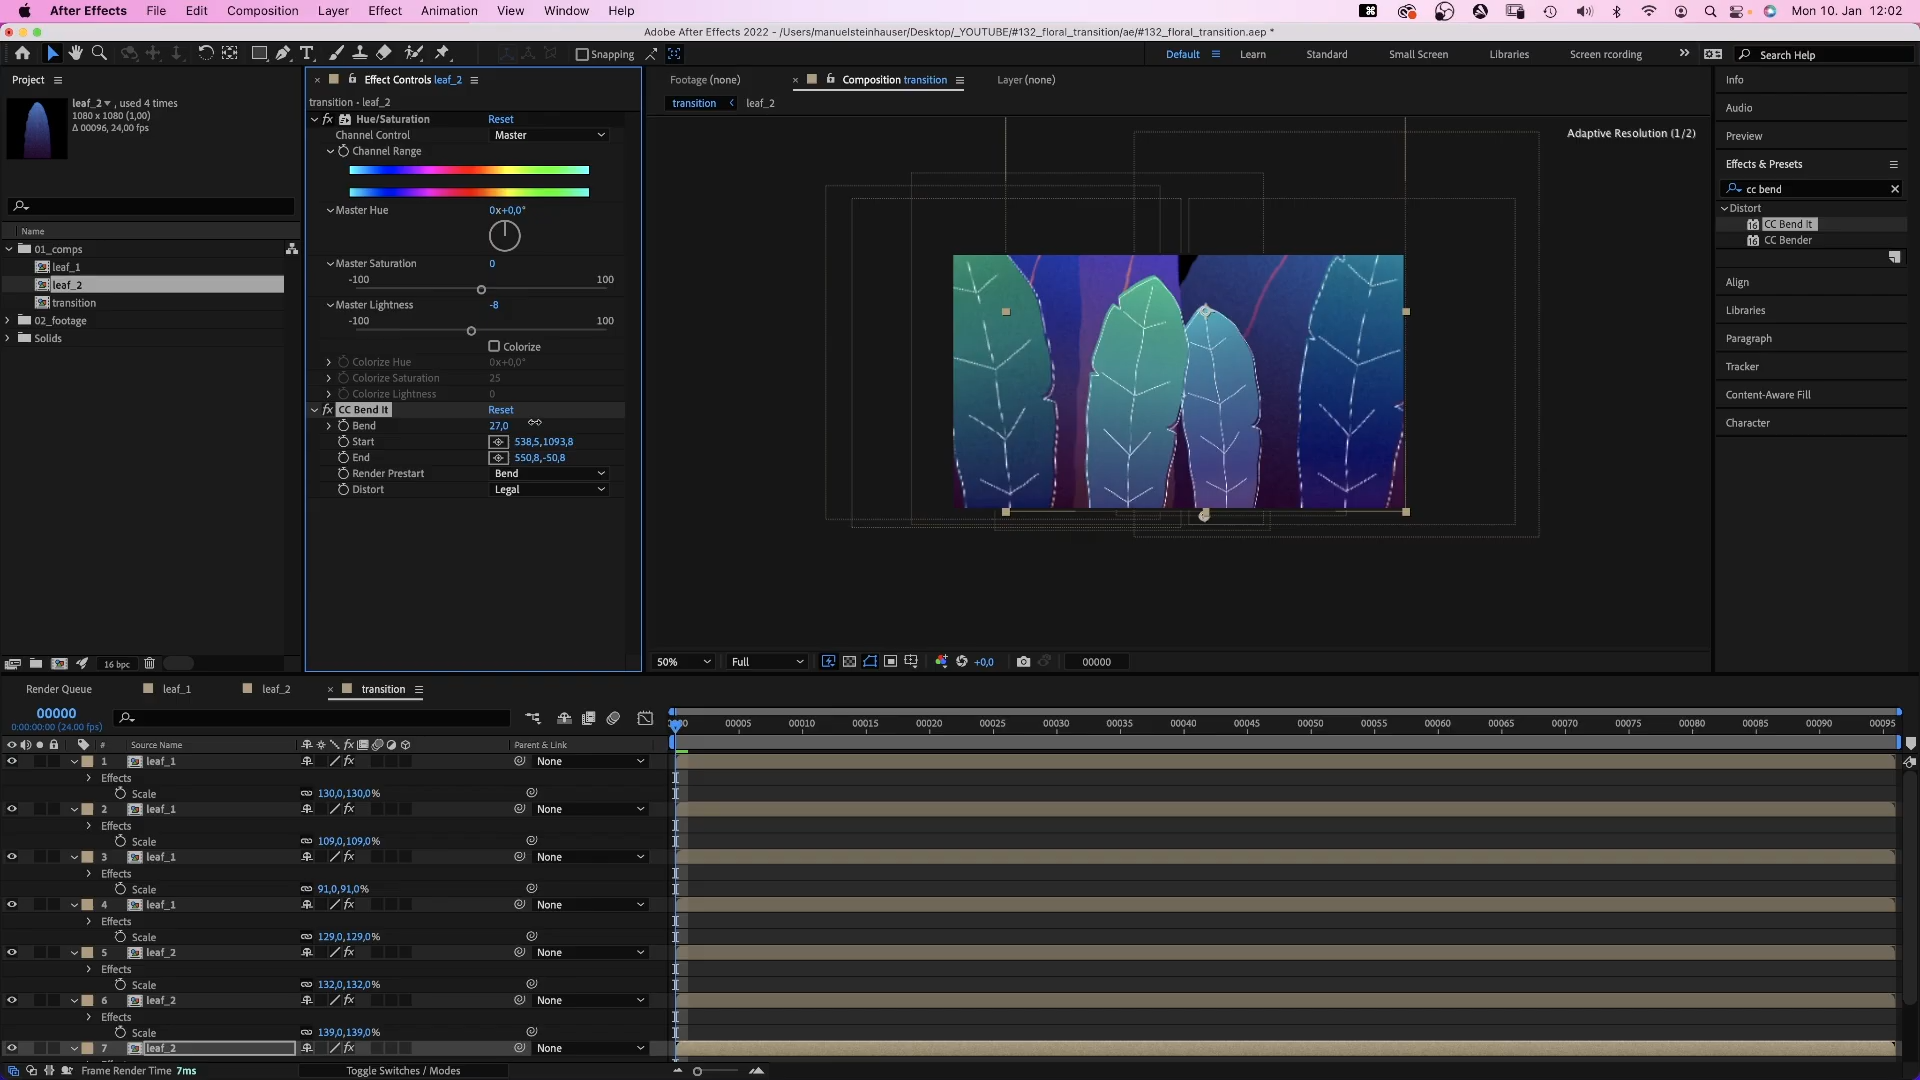 After Effects File Edit Composition Layer Effect Animation View Window Help Mon 10. Jan 12:02
Adobe After Effects 2022 - /Users/manuelsteinhauser/Desktop/_YOUTUBE/#132_floral_transition/ae/#132_floral_transition.aep *
Snapping Default Learn Standard Small Screen Libraries Screen rcording Search Help
Project
leaf_2, used 4 times
1080 x 1080 (1,00)
Δ 00096, 24,00 fps
Name
01_comps
leaf_1
leaf_2
transition
02_footage
Solids
16 bpc
Effect Controls leaf_2
transition - leaf_2
fx Hue/Saturation Reset
Channel Control Master
Channel Range
Master Hue 0x+0,0°
Master Saturation 0
-100 100
Master Lightness -8
-100 100
Colorize
Colorize Hue 0x+0,0°
Colorize Saturation 25
Colorize Lightness 0
fx CC Bend It Reset
Bend 27,0
Start 538,5,1093,8
End 550,8,-50,8
Render Prestart Bend
Distort Legal
Footage (none) Composition transition Layer (none)
transition leaf_2
Adaptive Resolution (1/2)
50% Full +0,0 00000
Info
Audio
Preview
Effects & Presets
cc bend
Distort
CC Bend It
CC Bender
Align
Libraries
Paragraph
Tracker
Content-Aware Fill
Character
Render Queue leaf_1 leaf_2 transition
00000
0:00:00:00 (24.00 fps)
00005 00010 00015 00020 00025 00030 00035 00040 00045 00050 00055 00060 00065 00070 00075 00080 00085 00090 00095
# Source Name fx Parent & Link
1 leaf_1 fx None
Effects
Scale 130,0,130,0%
2 leaf_1 fx None
Effects
Scale 109,0,109,0%
3 leaf_1 fx None
Effects
Scale 91,0,91,0%
4 leaf_1 fx None
Effects
Scale 129,0,129,0%
5 leaf_2 fx None
Effects
Scale 132,0,132,0%
6 leaf_2 fx None
Effects
Scale 139,0,139,0%
7 leaf_2 fx None
Frame Render Time 7ms Toggle Switches / Modes